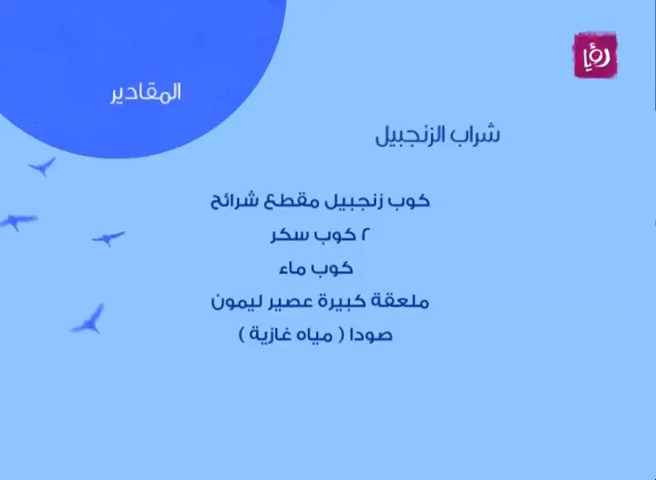 رؤيا
المقادير
شراب الزنجبيل
كوب زنجبيل مقطع شرائح
٢ كوب سكر
كوب ماء
ملعقة كبيرة عصير ليمون
صودا ( مياه غازية )